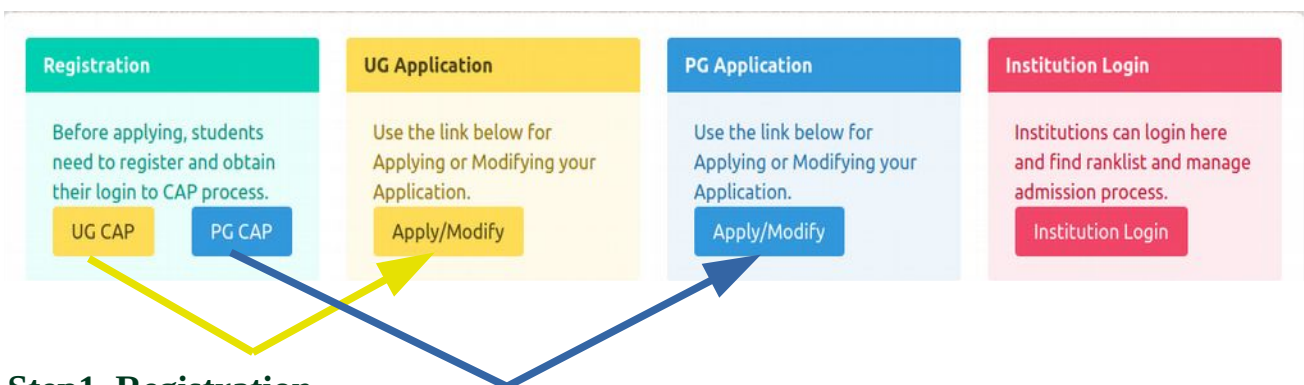 Registration
Before applying, students
need to register and obtain
their login to CAP process.
UG CAP
PG CAP
UG Application
Use the link below for
Applying or Modifying your
Application.
Apply/Modify
PG Application
Use the link below for
Applying or Modifying your
Application.
Apply/Modify
Institution Login
Institutions can login here
and find ranklist and manage
admission process.
Institution Login
Step1. Registration